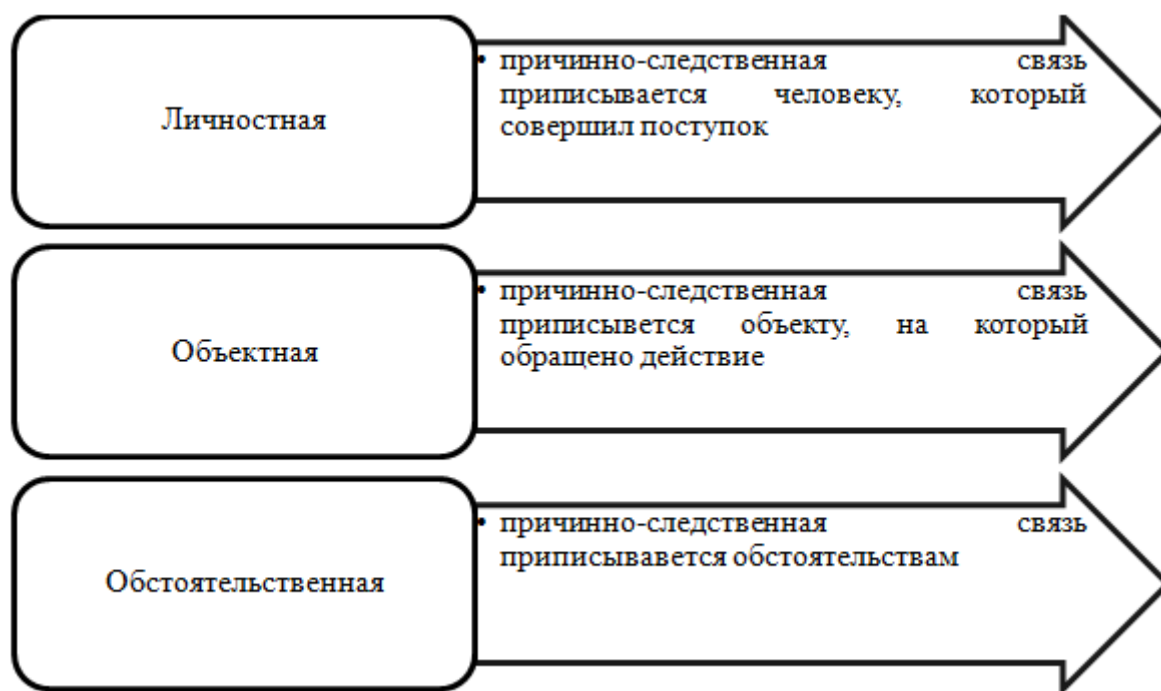 Личностная
• причинно-следственная связь
приписывается человеку, который
совершил поступок
Объектная
• причинно-следственная связь
приписывется объекту, на который
обращено действие
Обстоятельственная
• причинно-следственная связь
приписывавется обстоятельствам